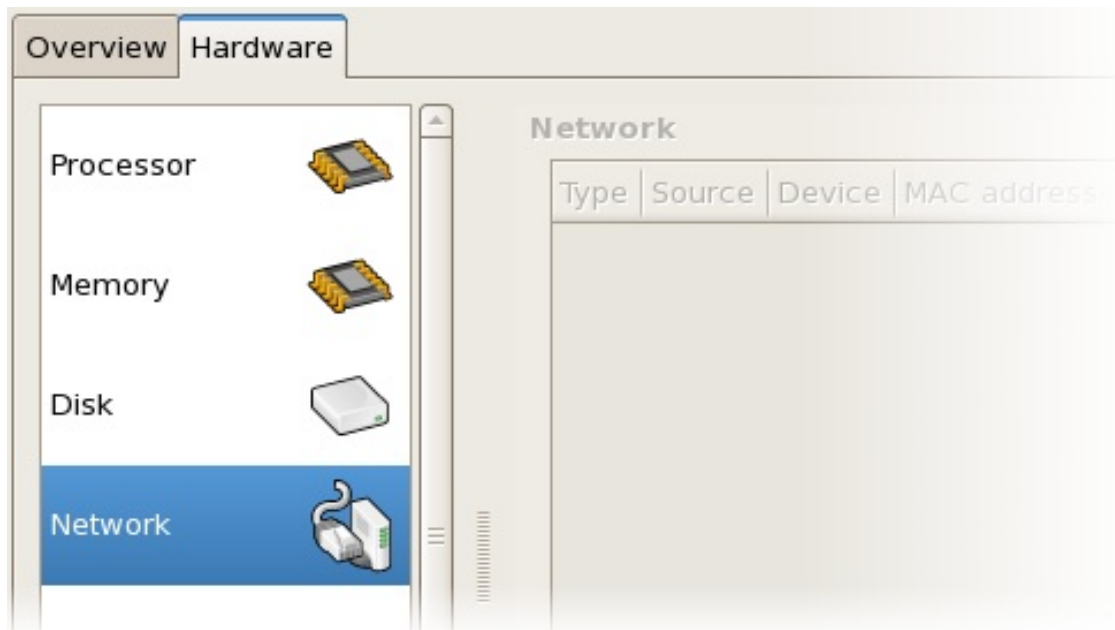 Overview Hardware
Processor
Memory
Disk
Network
Network
Type Source Device MAC address